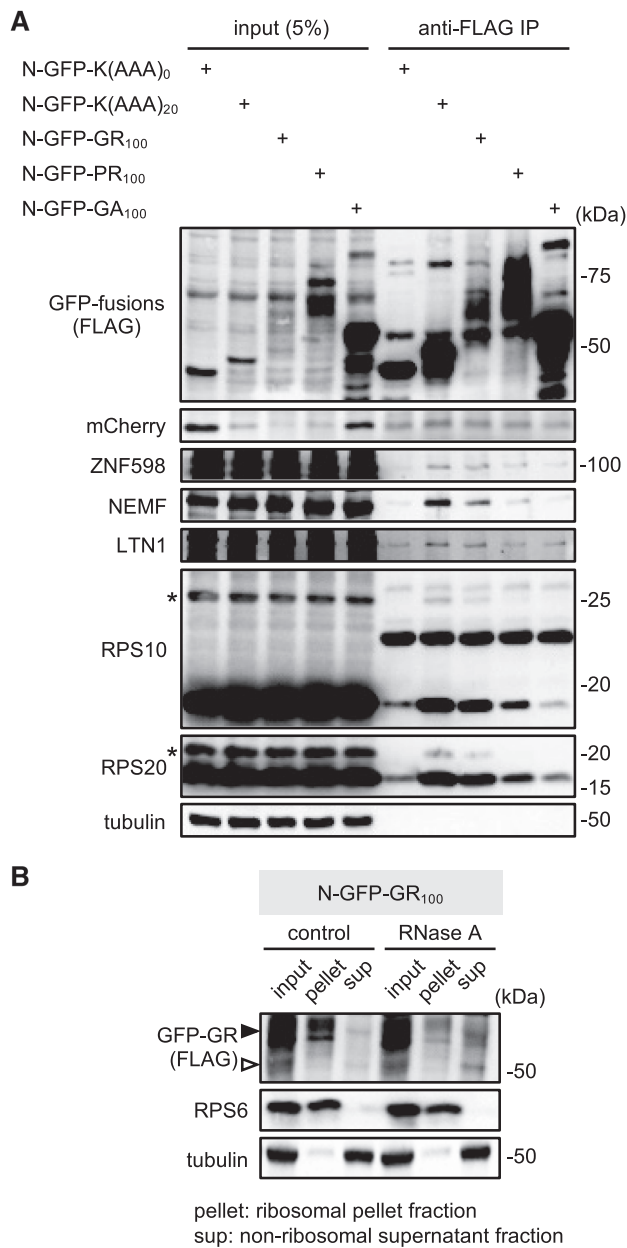 A
input (5%) anti-FLAG IP
N-GFP-K(AAA)₀ + +
N-GFP-K(AAA)₂₀ + +
N-GFP-GR₁₀₀ + +
N-GFP-PR₁₀₀ + +
N-GFP-GA₁₀₀ + + (kDa)
GFP-fusions
(FLAG)
-75
-50
mCherry
ZNF598 -100
NEMF
LTN1
* -25
RPS10
-20
* -20
RPS20
-15
tubulin -50
B
N-GFP-GR₁₀₀
control RNase A
input pellet sup input pellet sup
(kDa)
GFP-GR
(FLAG)
-50
RPS6
tubulin -50
pellet: ribosomal pellet fraction
sup: non-ribosomal supernatant fraction